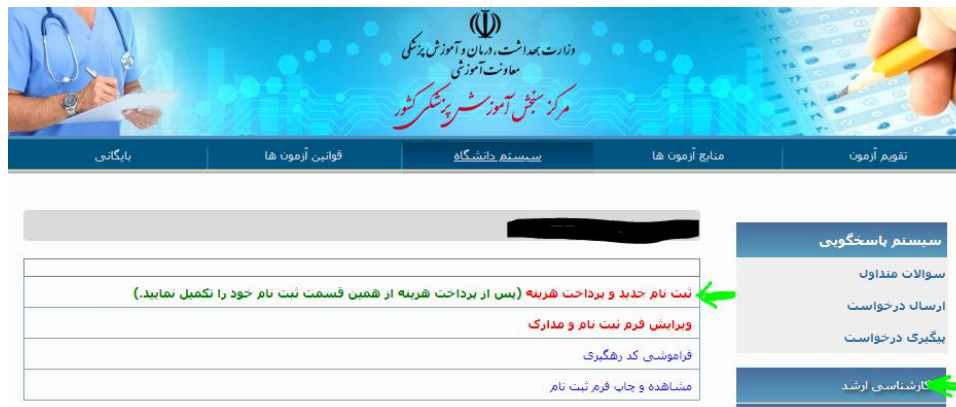 وزارت بهداشت، درمان و آموزش پزشکی
معاونت آموزشی
مرکز سنجش آموزش پزشکی کشور
تقویم آزمون
منابع آزمون ها
سیستم دانشگاه
قوانین آزمون ها
بایگانی
سیستم پاسخگویی
سوالات متداول
ارسال درخواست
پیگیری درخواست
کارشناسی ارشد
ثبت نام جدید و پرداخت هزینه (پس از پرداخت هزینه از همین قسمت ثبت نام خود را تکمیل نمایید.)
ویرایش فرم ثبت نام و مدارک
فراموشی کد رهگیری
مشاهده و چاپ فرم ثبت نام